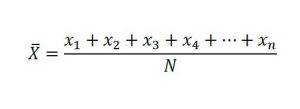 X̄ = (x₁ + x₂ + x₃ + x₄ + ⋯ + xₙ) / N